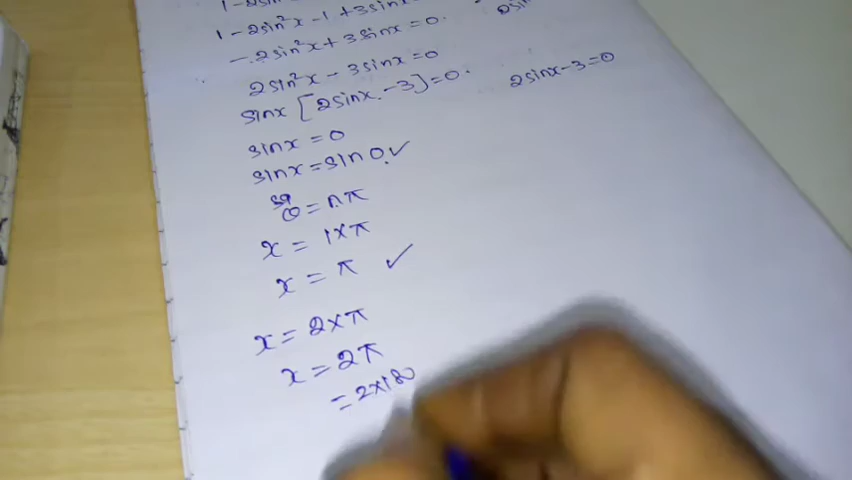 1-2sin²x-1+3sinx
-2sin²x+3sinx=0.
2sin²x-3sinx=0
sinx[2sinx-3]=0.
2sinx-3=0
sinx=0
sinx=sin0.✓
θ=nπ
x=1×π
x=π ✓
x=2×π
x=2π
=2×180